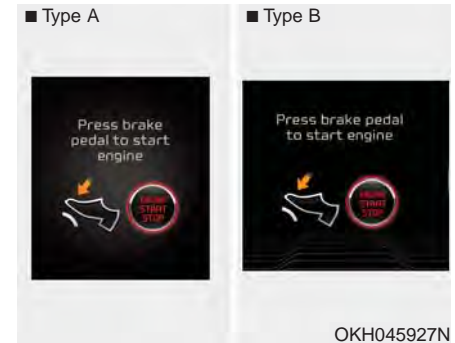 ■ Type A
■ Type B
Press brake
pedal to start
engine
ENGINE
START
STOP
Press brake pedal
to start engine
ENGINE
START
STOP
OKH045927N